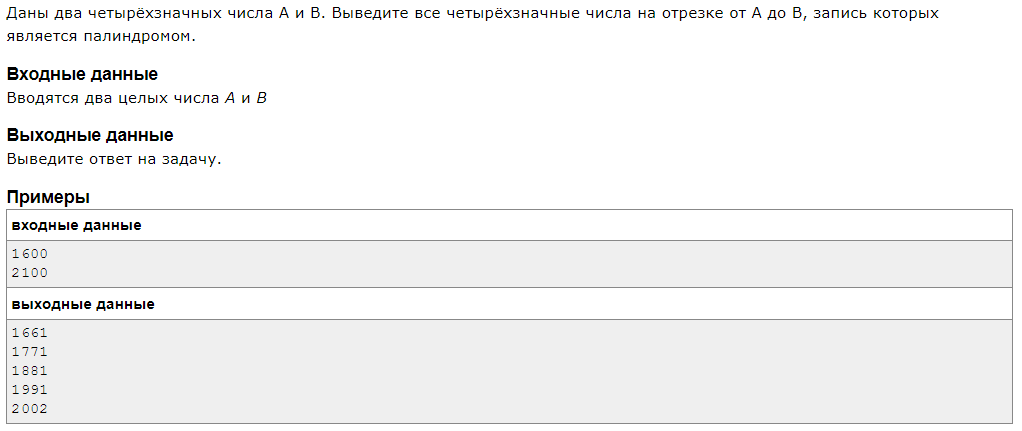 Даны два четырёхзначных числа A и B. Выведите все четырёхзначные числа на отрезке от A до B, запись которых
является палиндромом.
Входные данные
Вводятся два целых числа A и B
Выходные данные
Выведите ответ на задачу.
Примеры
входные данные
1600
2100
выходные данные
1661
1771
1881
1991
2002